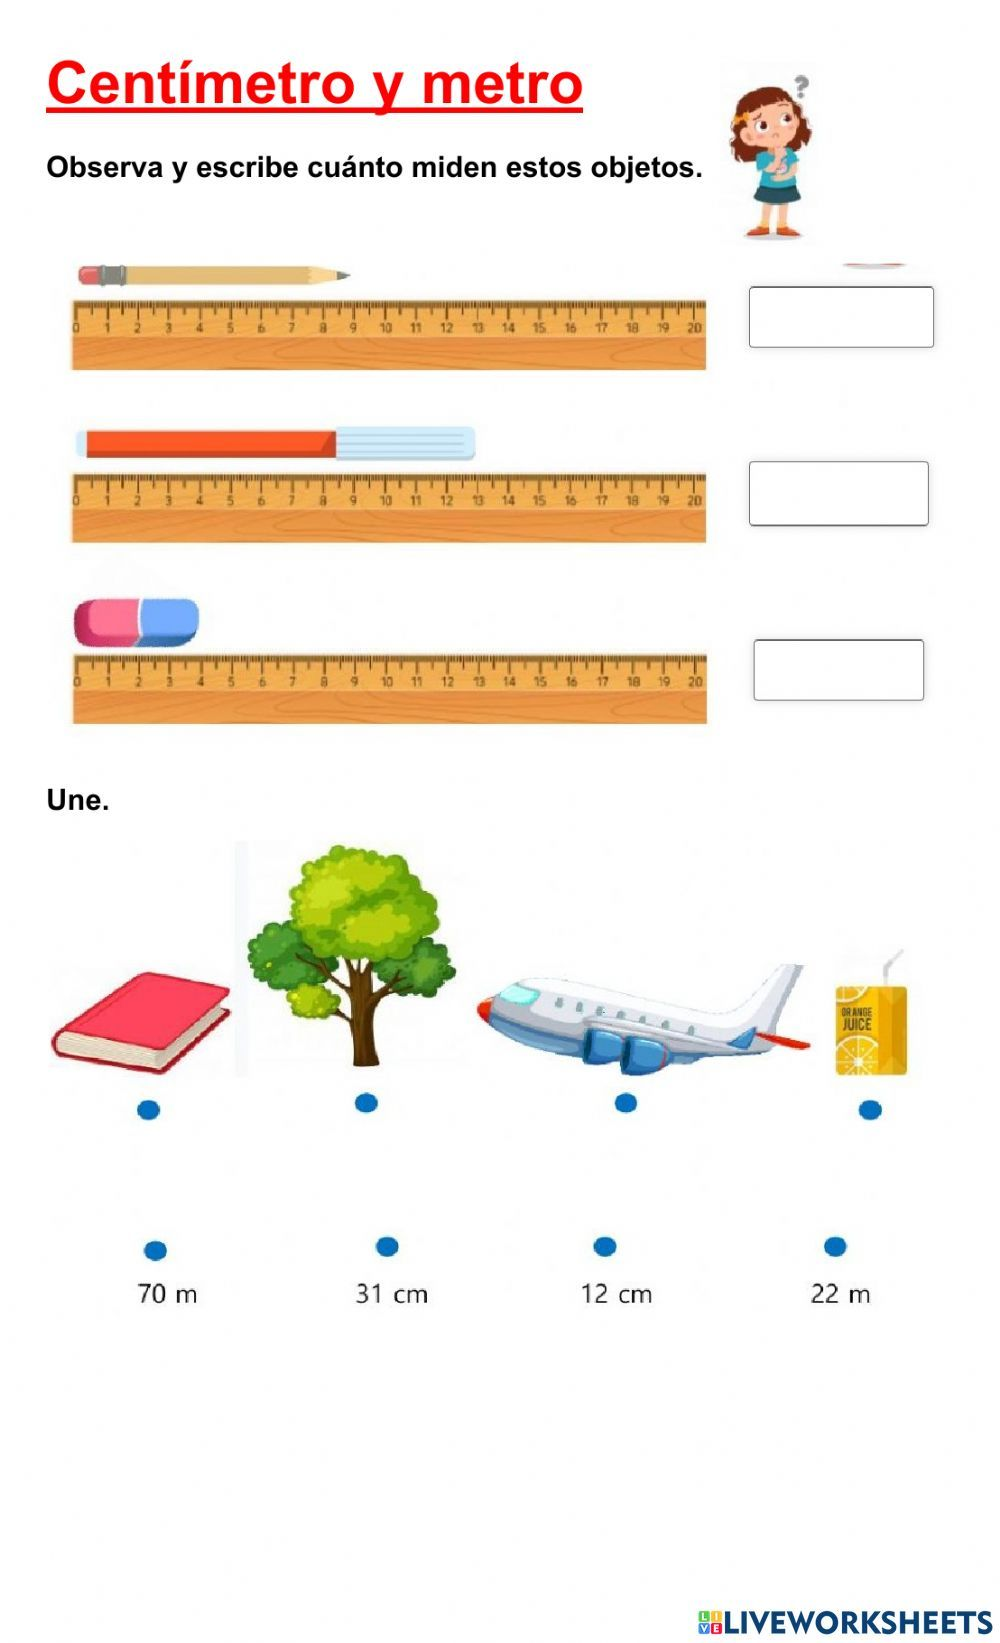 Centímetro y metro
?
Observa y escribe cuánto miden estos objetos.
0 1 2 3 4 5 6 7 8 9 10 11 12 13 14 15 16 17 18 19 20
0 1 2 3 4 5 6 7 8 9 10 11 12 13 14 15 16 17 18 19 20
0 1 2 3 4 5 6 7 8 9 10 11 12 13 14 15 16 17 18 19 20
Une.
ORANGE
JUICE
70 m 31 cm 12 cm 22 m
LIVE LIVEWORKSHEETS